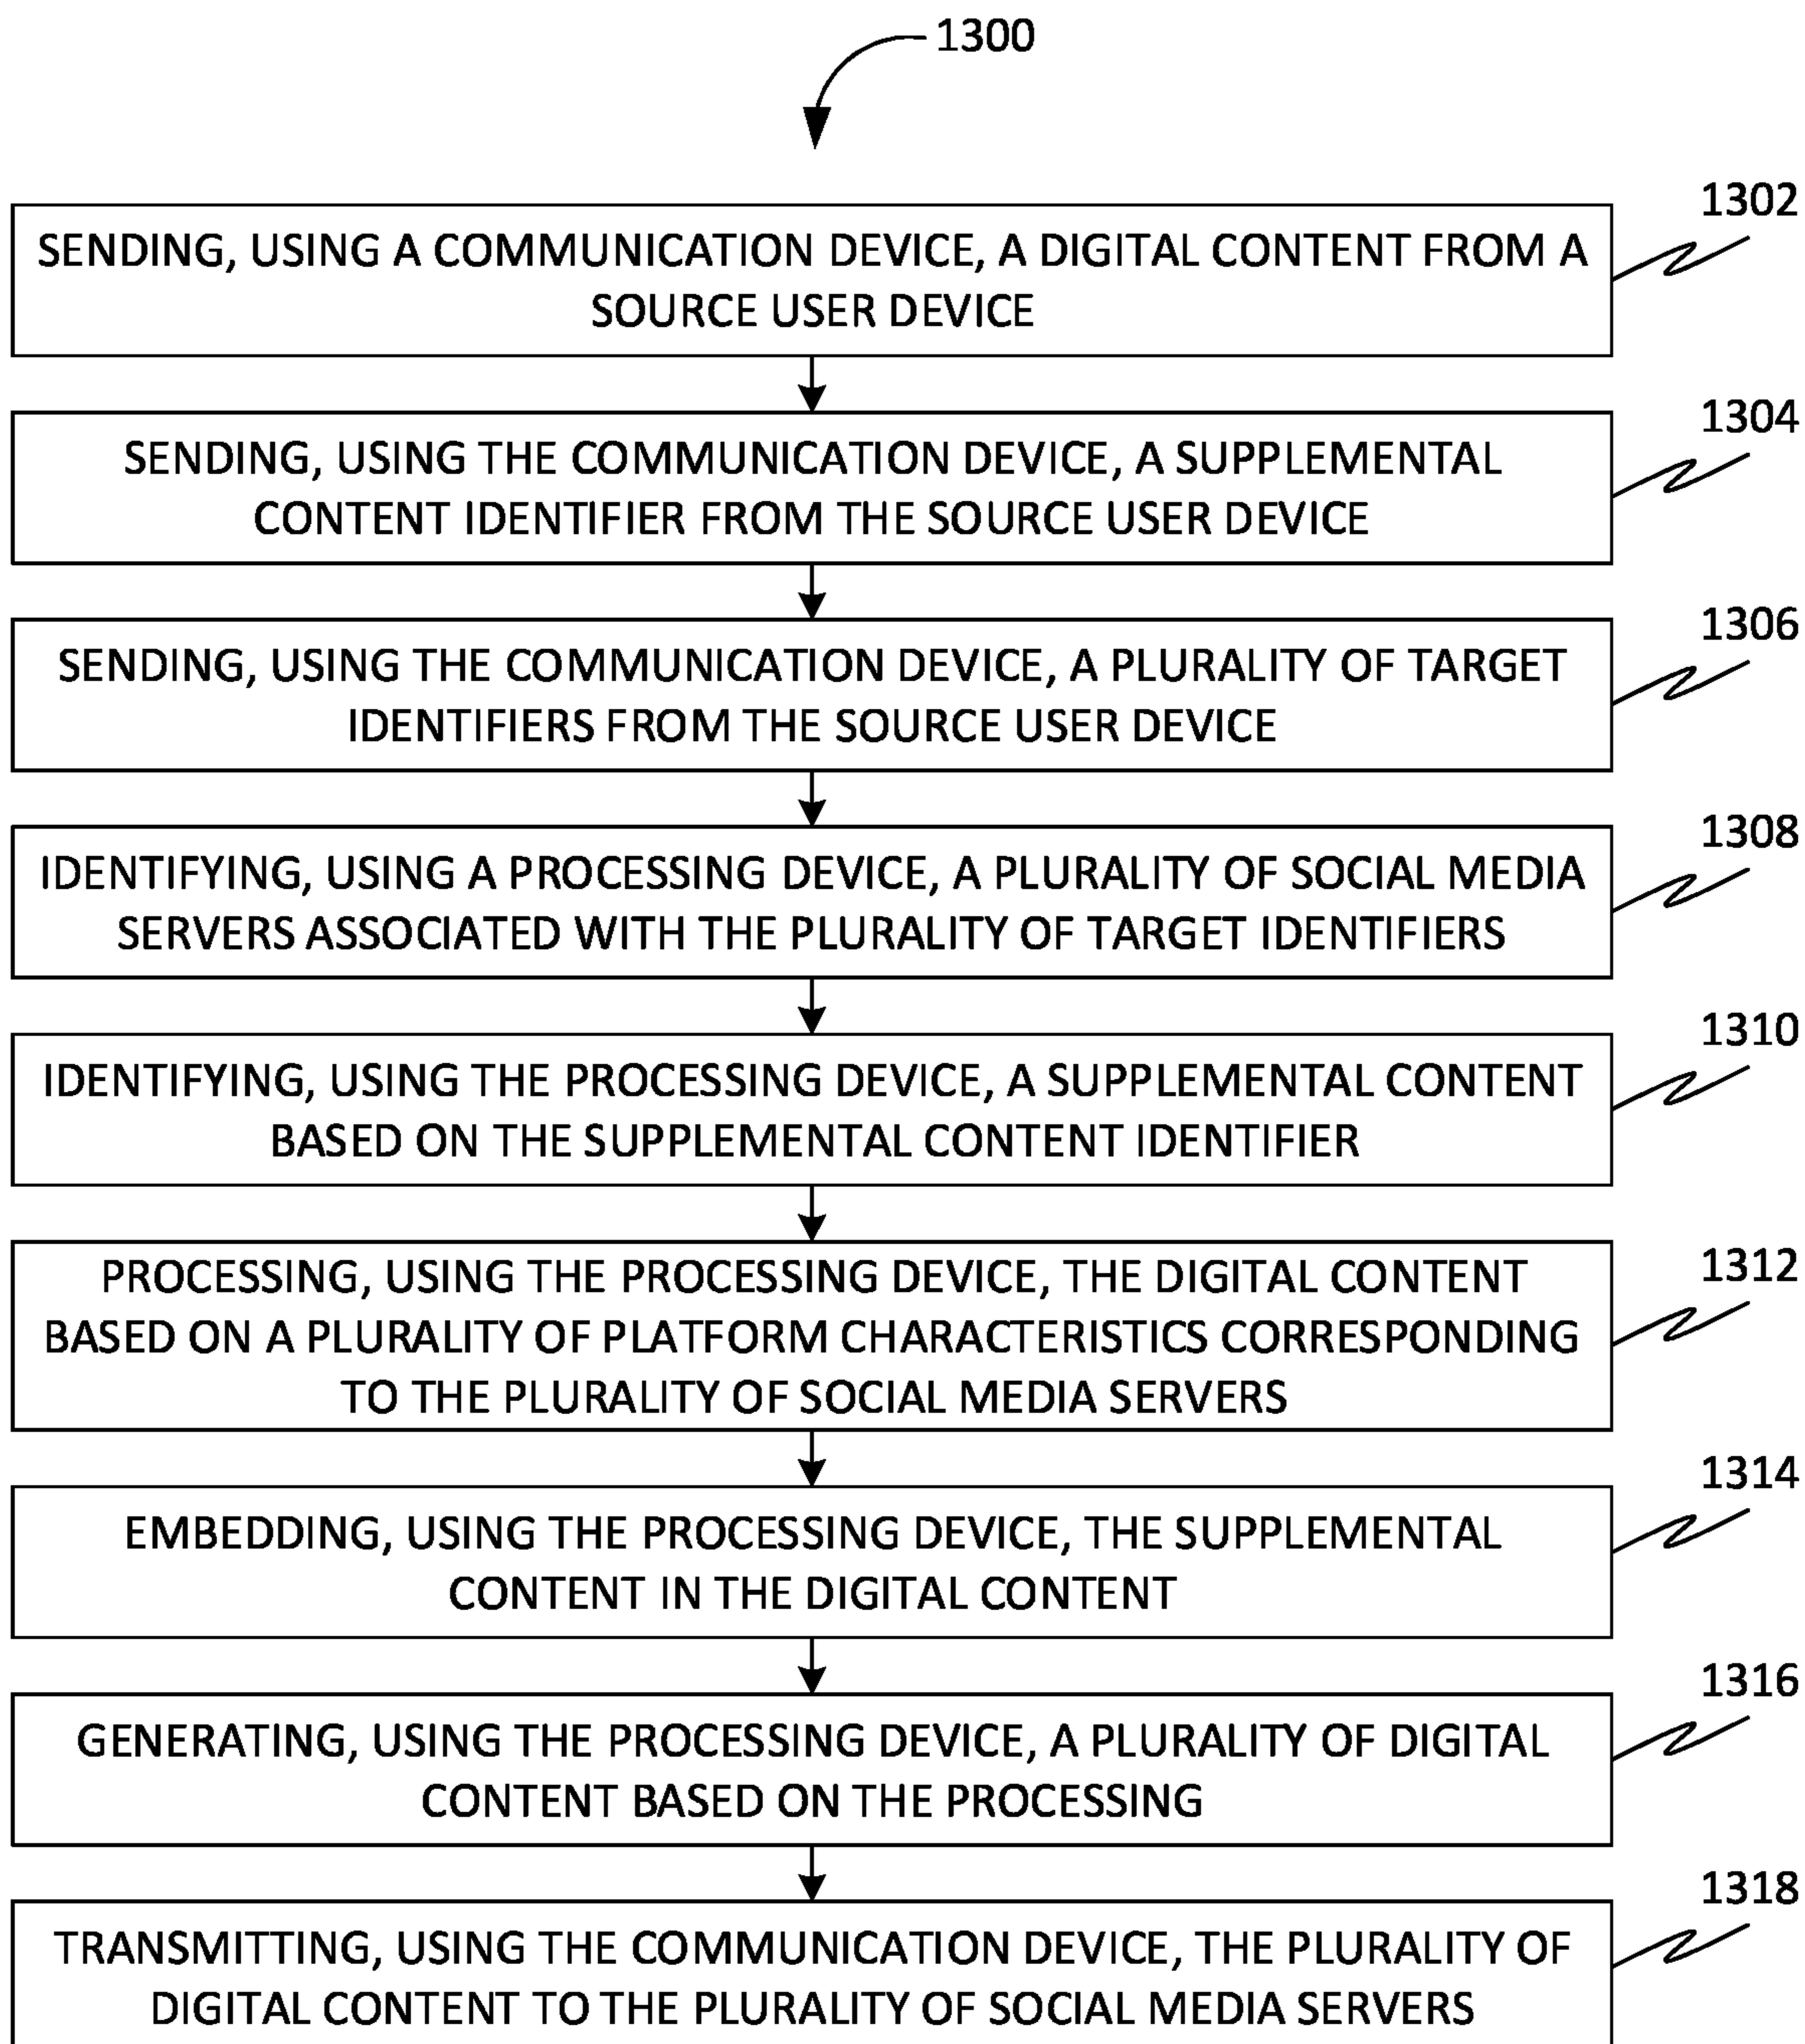 1300
1302
SENDING, USING A COMMUNICATION DEVICE, A DIGITAL CONTENT FROM A
SOURCE USER DEVICE
1304
SENDING, USING THE COMMUNICATION DEVICE, A SUPPLEMENTAL
CONTENT IDENTIFIER FROM THE SOURCE USER DEVICE
1306
SENDING, USING THE COMMUNICATION DEVICE, A PLURALITY OF TARGET
IDENTIFIERS FROM THE SOURCE USER DEVICE
1308
IDENTIFYING, USING A PROCESSING DEVICE, A PLURALITY OF SOCIAL MEDIA
SERVERS ASSOCIATED WITH THE PLURALITY OF TARGET IDENTIFIERS
1310
IDENTIFYING, USING THE PROCESSING DEVICE, A SUPPLEMENTAL CONTENT
BASED ON THE SUPPLEMENTAL CONTENT IDENTIFIER
1312
PROCESSING, USING THE PROCESSING DEVICE, THE DIGITAL CONTENT
BASED ON A PLURALITY OF PLATFORM CHARACTERISTICS CORRESPONDING
TO THE PLURALITY OF SOCIAL MEDIA SERVERS
1314
EMBEDDING, USING THE PROCESSING DEVICE, THE SUPPLEMENTAL
CONTENT IN THE DIGITAL CONTENT
1316
GENERATING, USING THE PROCESSING DEVICE, A PLURALITY OF DIGITAL
CONTENT BASED ON THE PROCESSING
1318
TRANSMITTING, USING THE COMMUNICATION DEVICE, THE PLURALITY OF
DIGITAL CONTENT TO THE PLURALITY OF SOCIAL MEDIA SERVERS